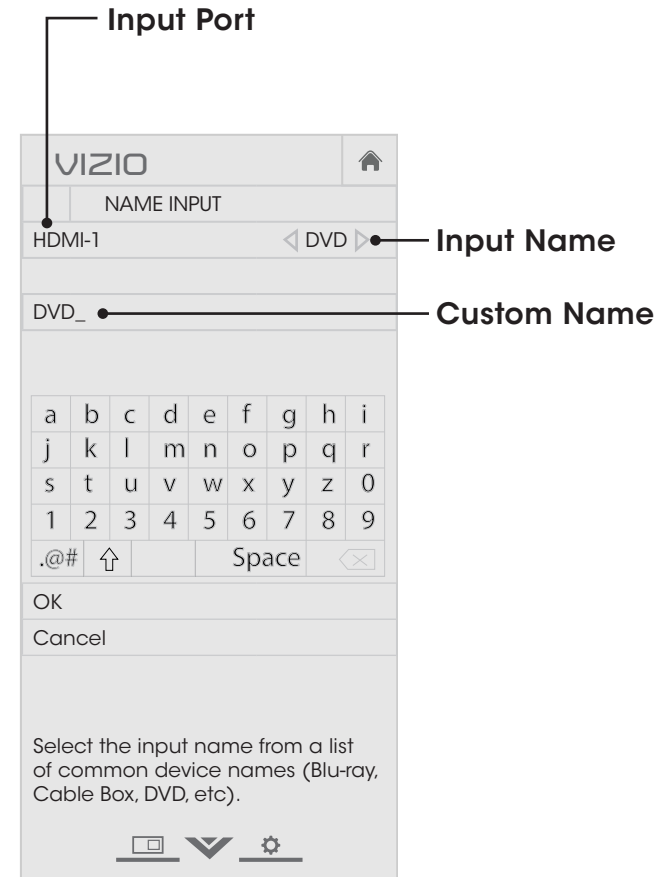 Input Port
VIZIO
NAME INPUT
HDMI-1 DVD Input Name
DVD_ Custom Name
a b c d e f g h i
j k l m n o p q r
s t u v w x y z 0
1 2 3 4 5 6 7 8 9
.@# Space
OK
Cancel
Select the input name from a list
of common device names (Blu-ray,
Cable Box, DVD, etc).